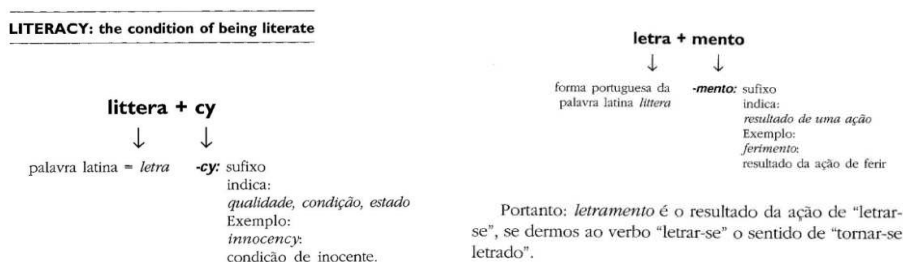 LITERACY: the condition of being literate
littera + cy
↓ ↓
palavra latina = letra -cy: sufixo
indica:
qualidade, condição, estado
Exemplo:
innocency:
condição de inocente.
letra + mento
↓ ↓
forma portuguesa da -mento: sufixo
palavra latina littera indica:
resultado de uma ação
Exemplo:
ferimento:
resultado da ação de ferir
Portanto: letramento é o resultado da ação de “letrar-
se”, se dermos ao verbo “letrar-se” o sentido de “tornar-se
letrado”.